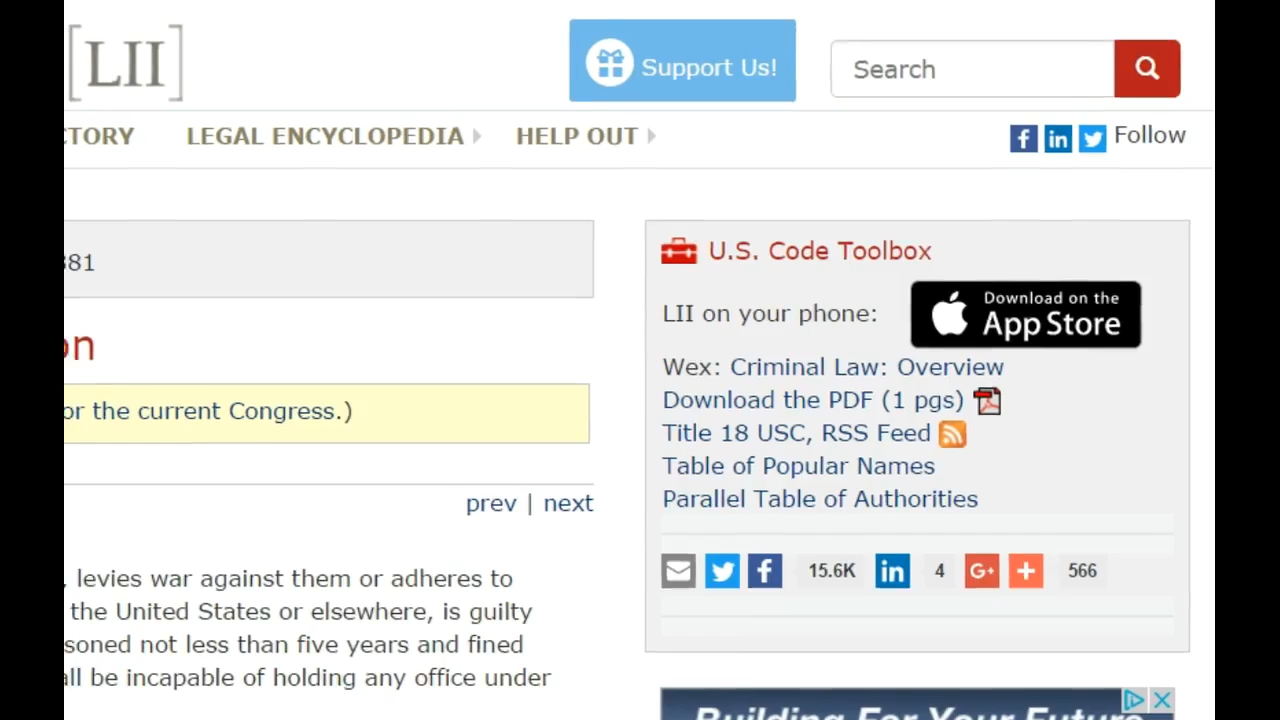 [LII]
Support Us!
Search
CTORY LEGAL ENCYCLOPEDIA HELP OUT
Follow
381
on
or the current Congress.)
prev | next
, levies war against them or adheres to
the United States or elsewhere, is guilty
soned not less than five years and fined
all be incapable of holding any office under
U.S. Code Toolbox
LII on your phone:
Download on the
App Store
Wex: Criminal Law: Overview
Download the PDF (1 pgs)
Title 18 USC, RSS Feed
Table of Popular Names
Parallel Table of Authorities
15.6K
4
G+
566
Building For Your Future